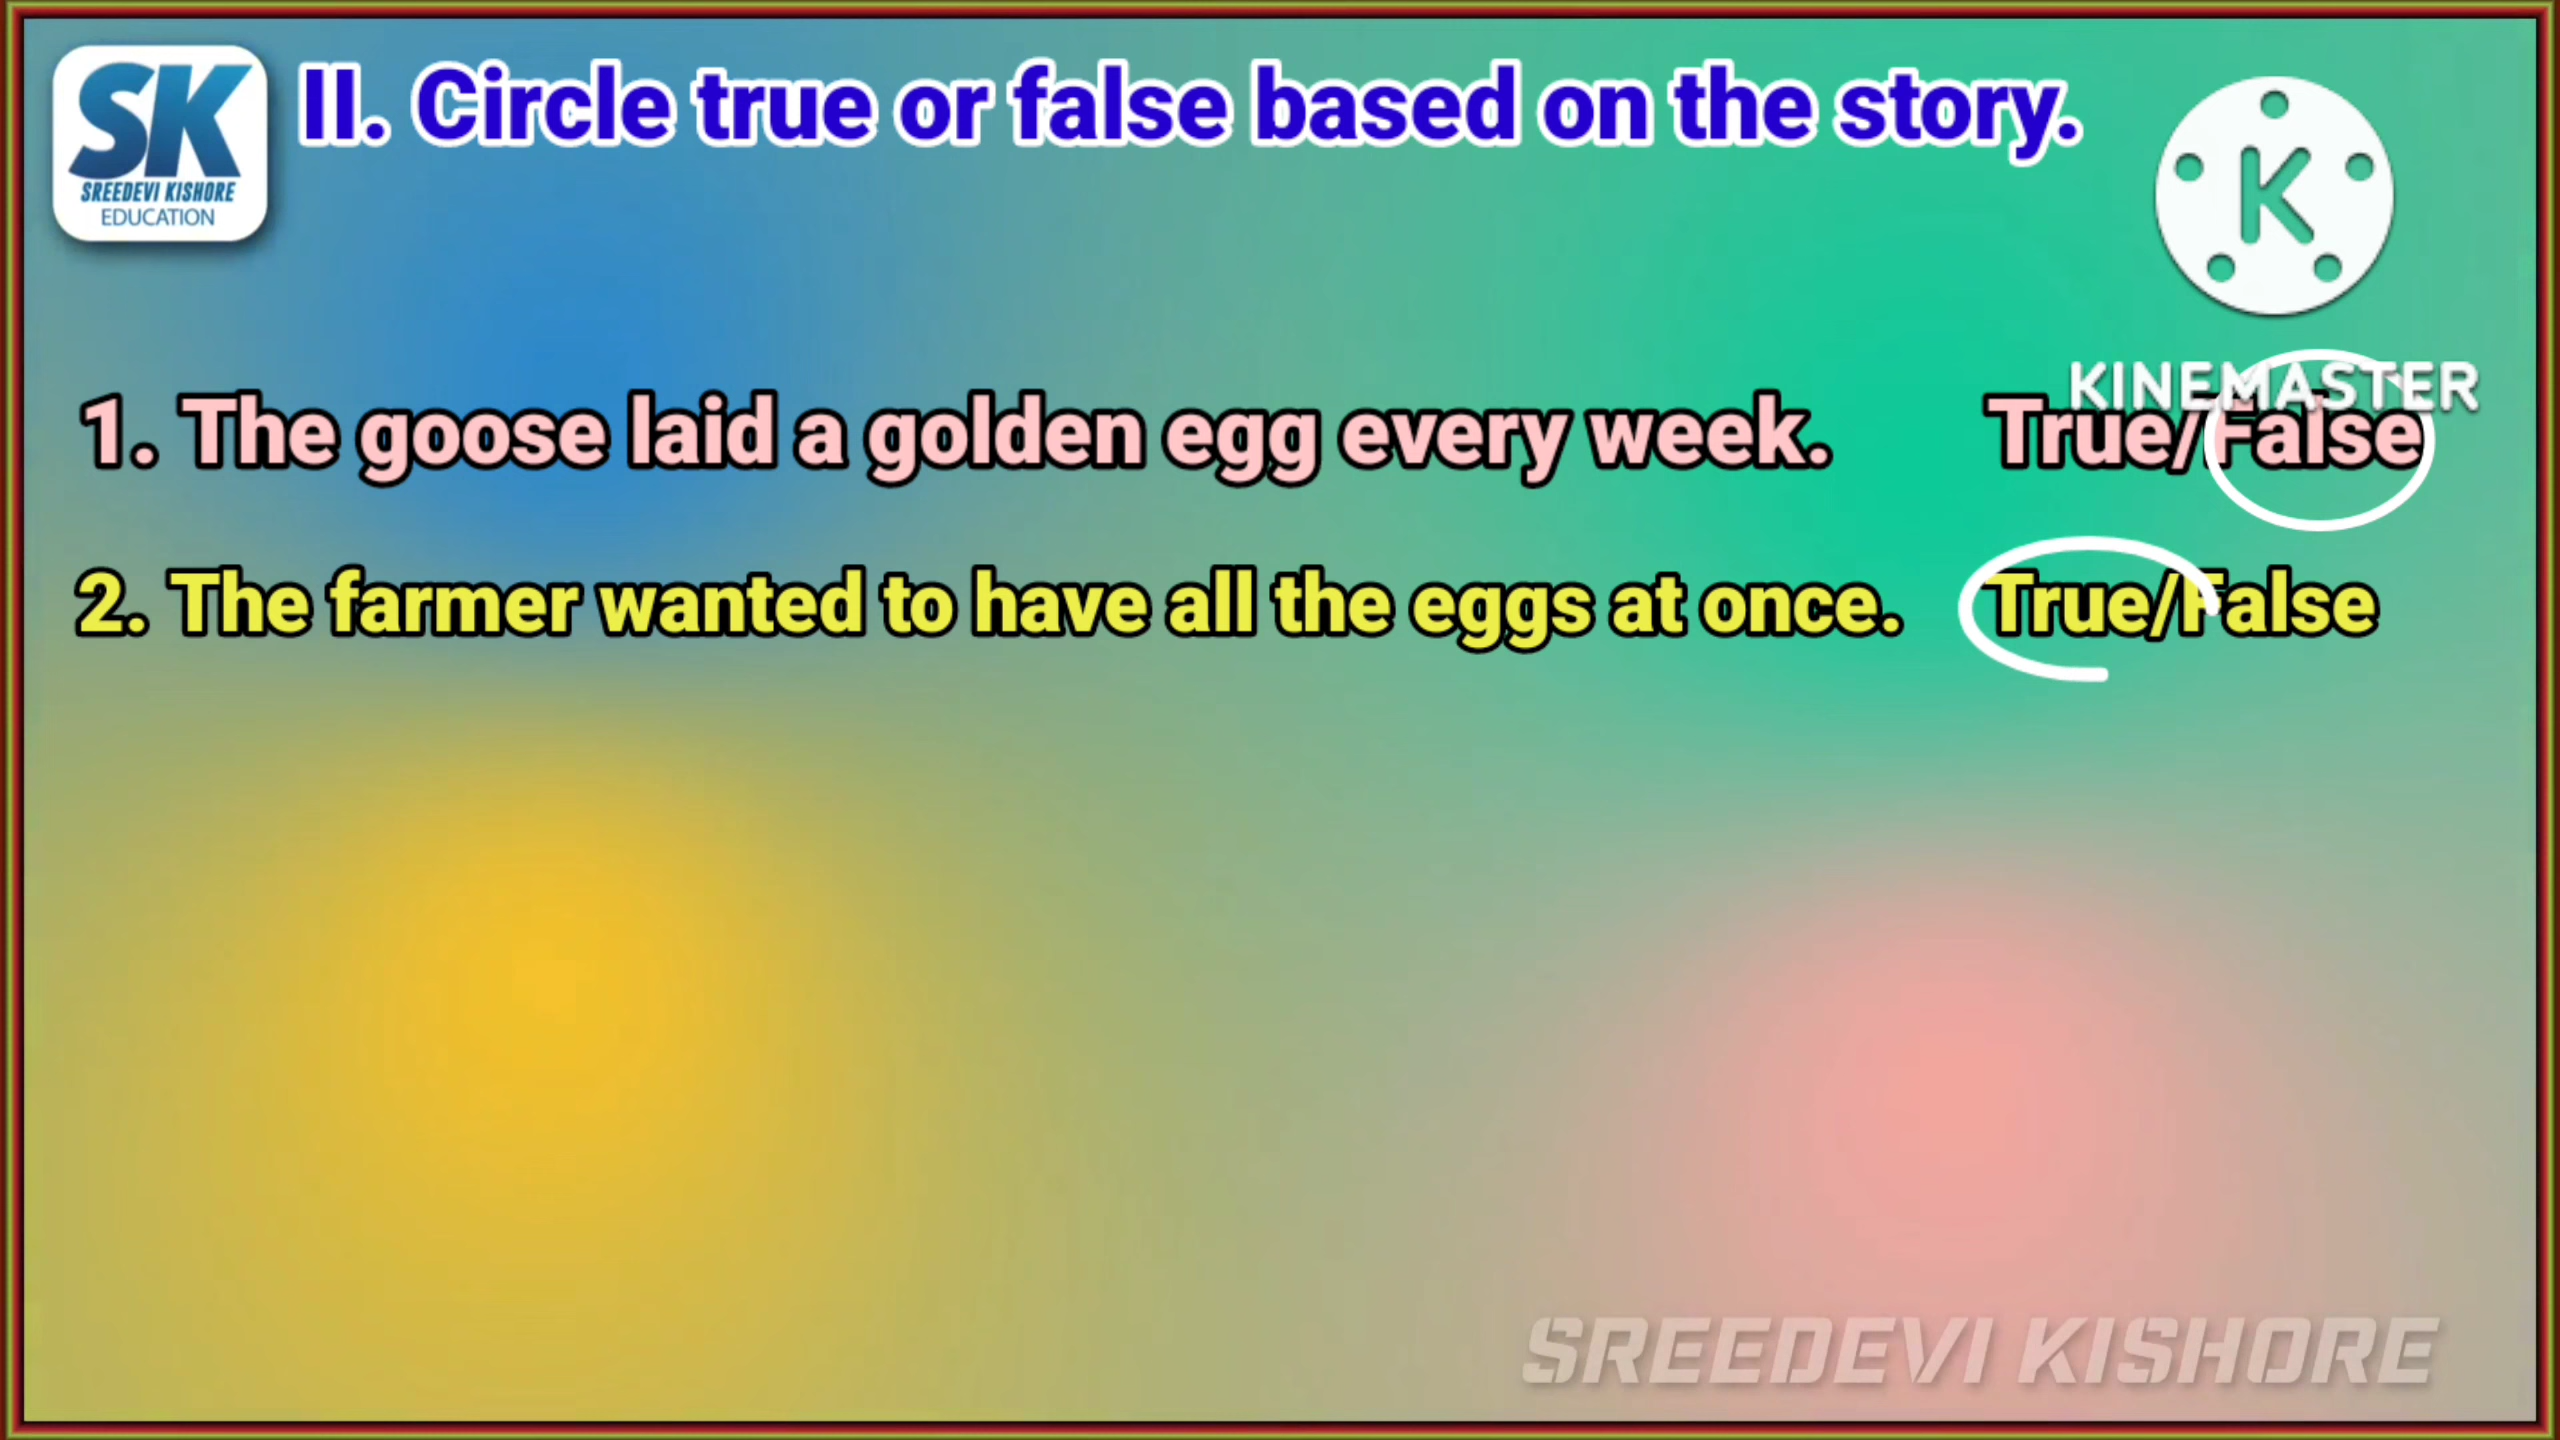 SK
SREEDEVI KISHORE
EDUCATION
II. Circle true or false based on the story.
K
KINEMASTER
1. The goose laid a golden egg every week. True/False
2. The farmer wanted to have all the eggs at once. True/False
SREEDEVI KISHORE